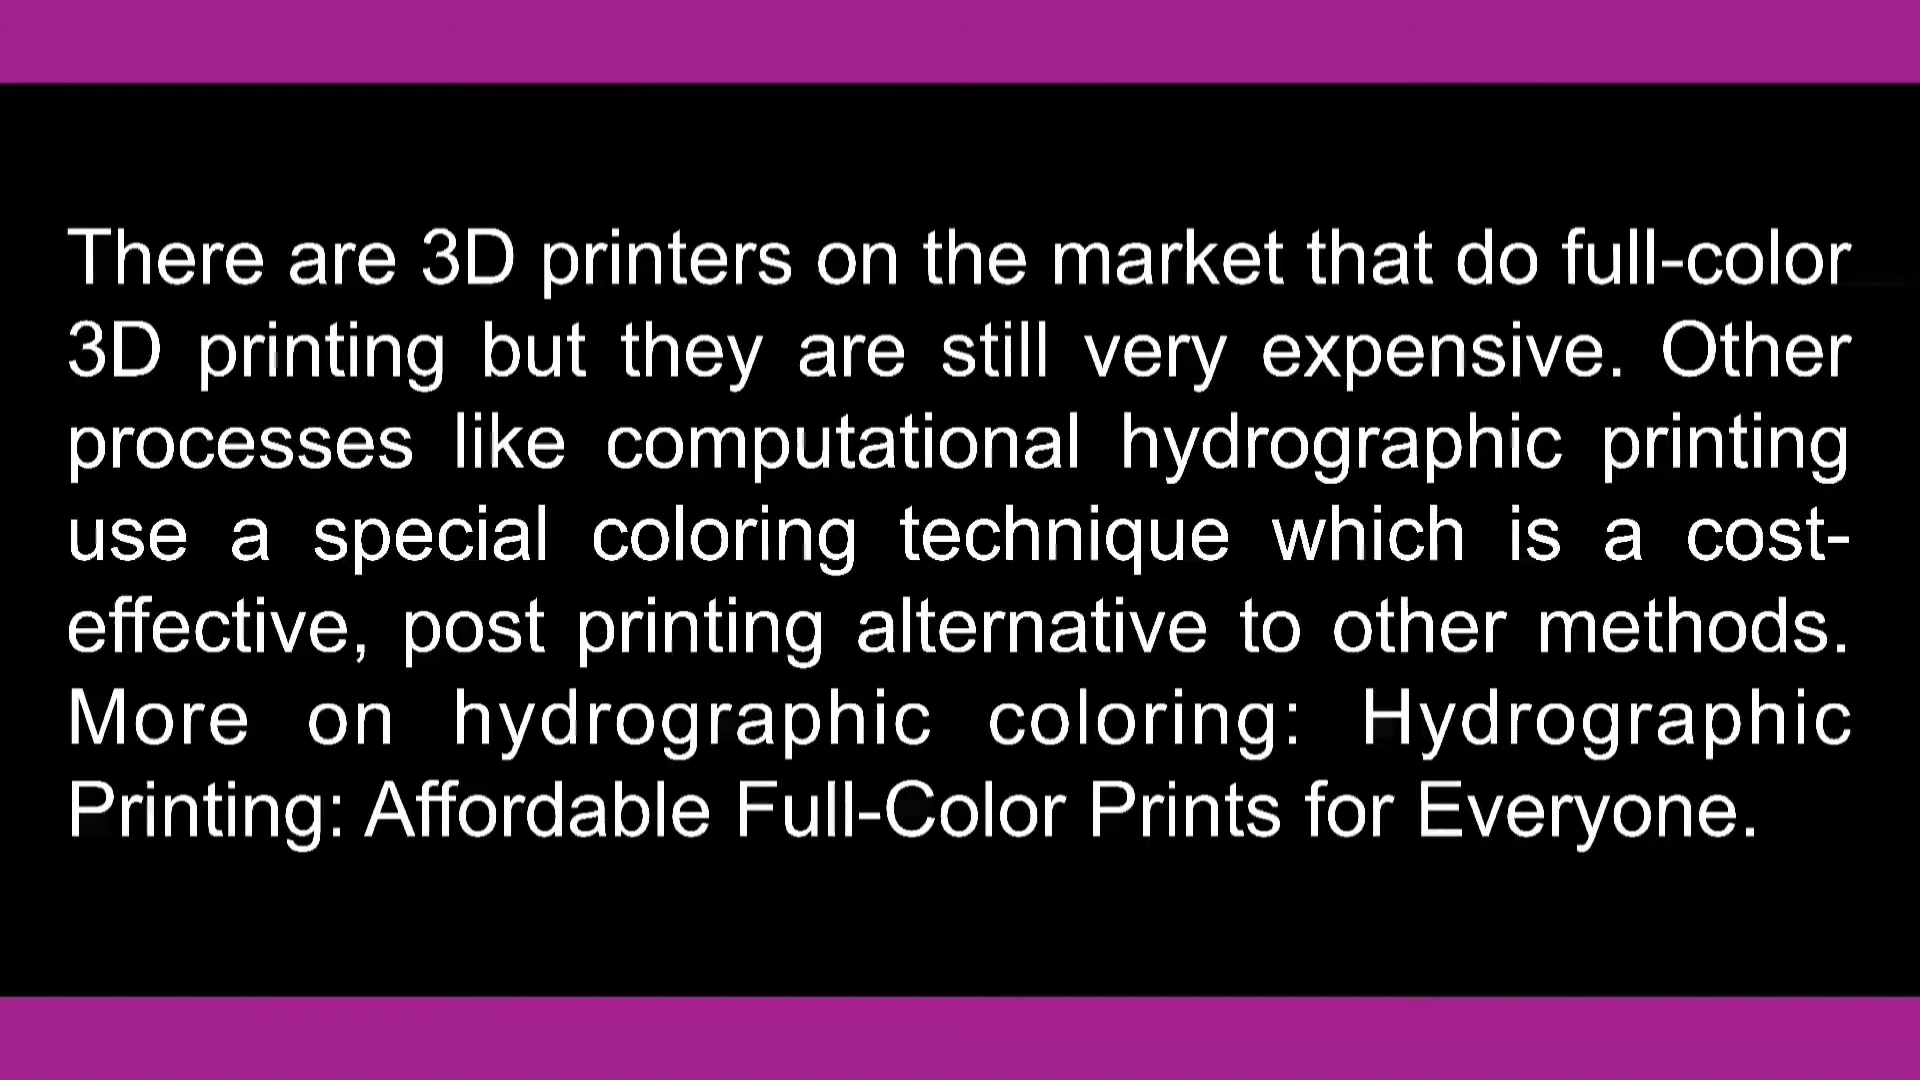 There are 3D printers on the market that do full-color
3D printing but they are still very expensive. Other
processes like computational hydrographic printing
use a special coloring technique which is a cost-
effective, post printing alternative to other methods.
More on hydrographic coloring: Hydrographic
Printing: Affordable Full-Color Prints for Everyone.